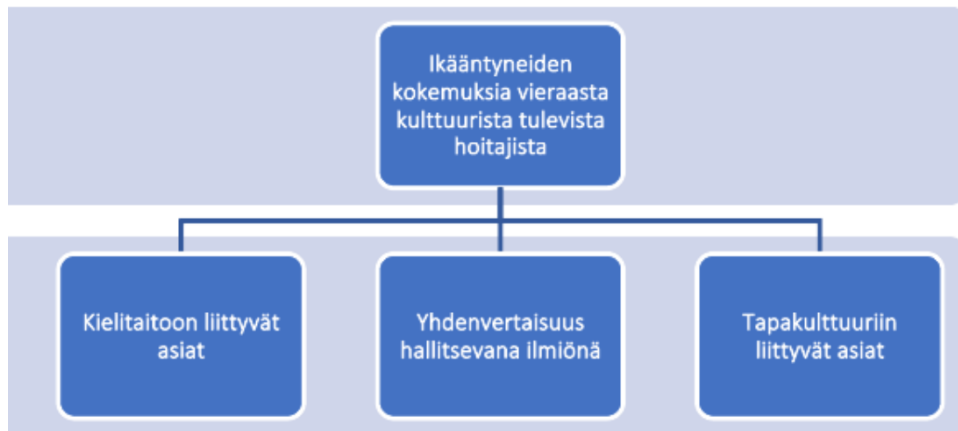 Ikääntyneiden
kokemuksia vieraasta
kulttuurista tulevista
hoitajista
Kielitaitoon liittyvät
asiat
Yhdenvertaisuus
hallitsevana ilmiönä
Tapakulttuuriin
liittyvät asiat